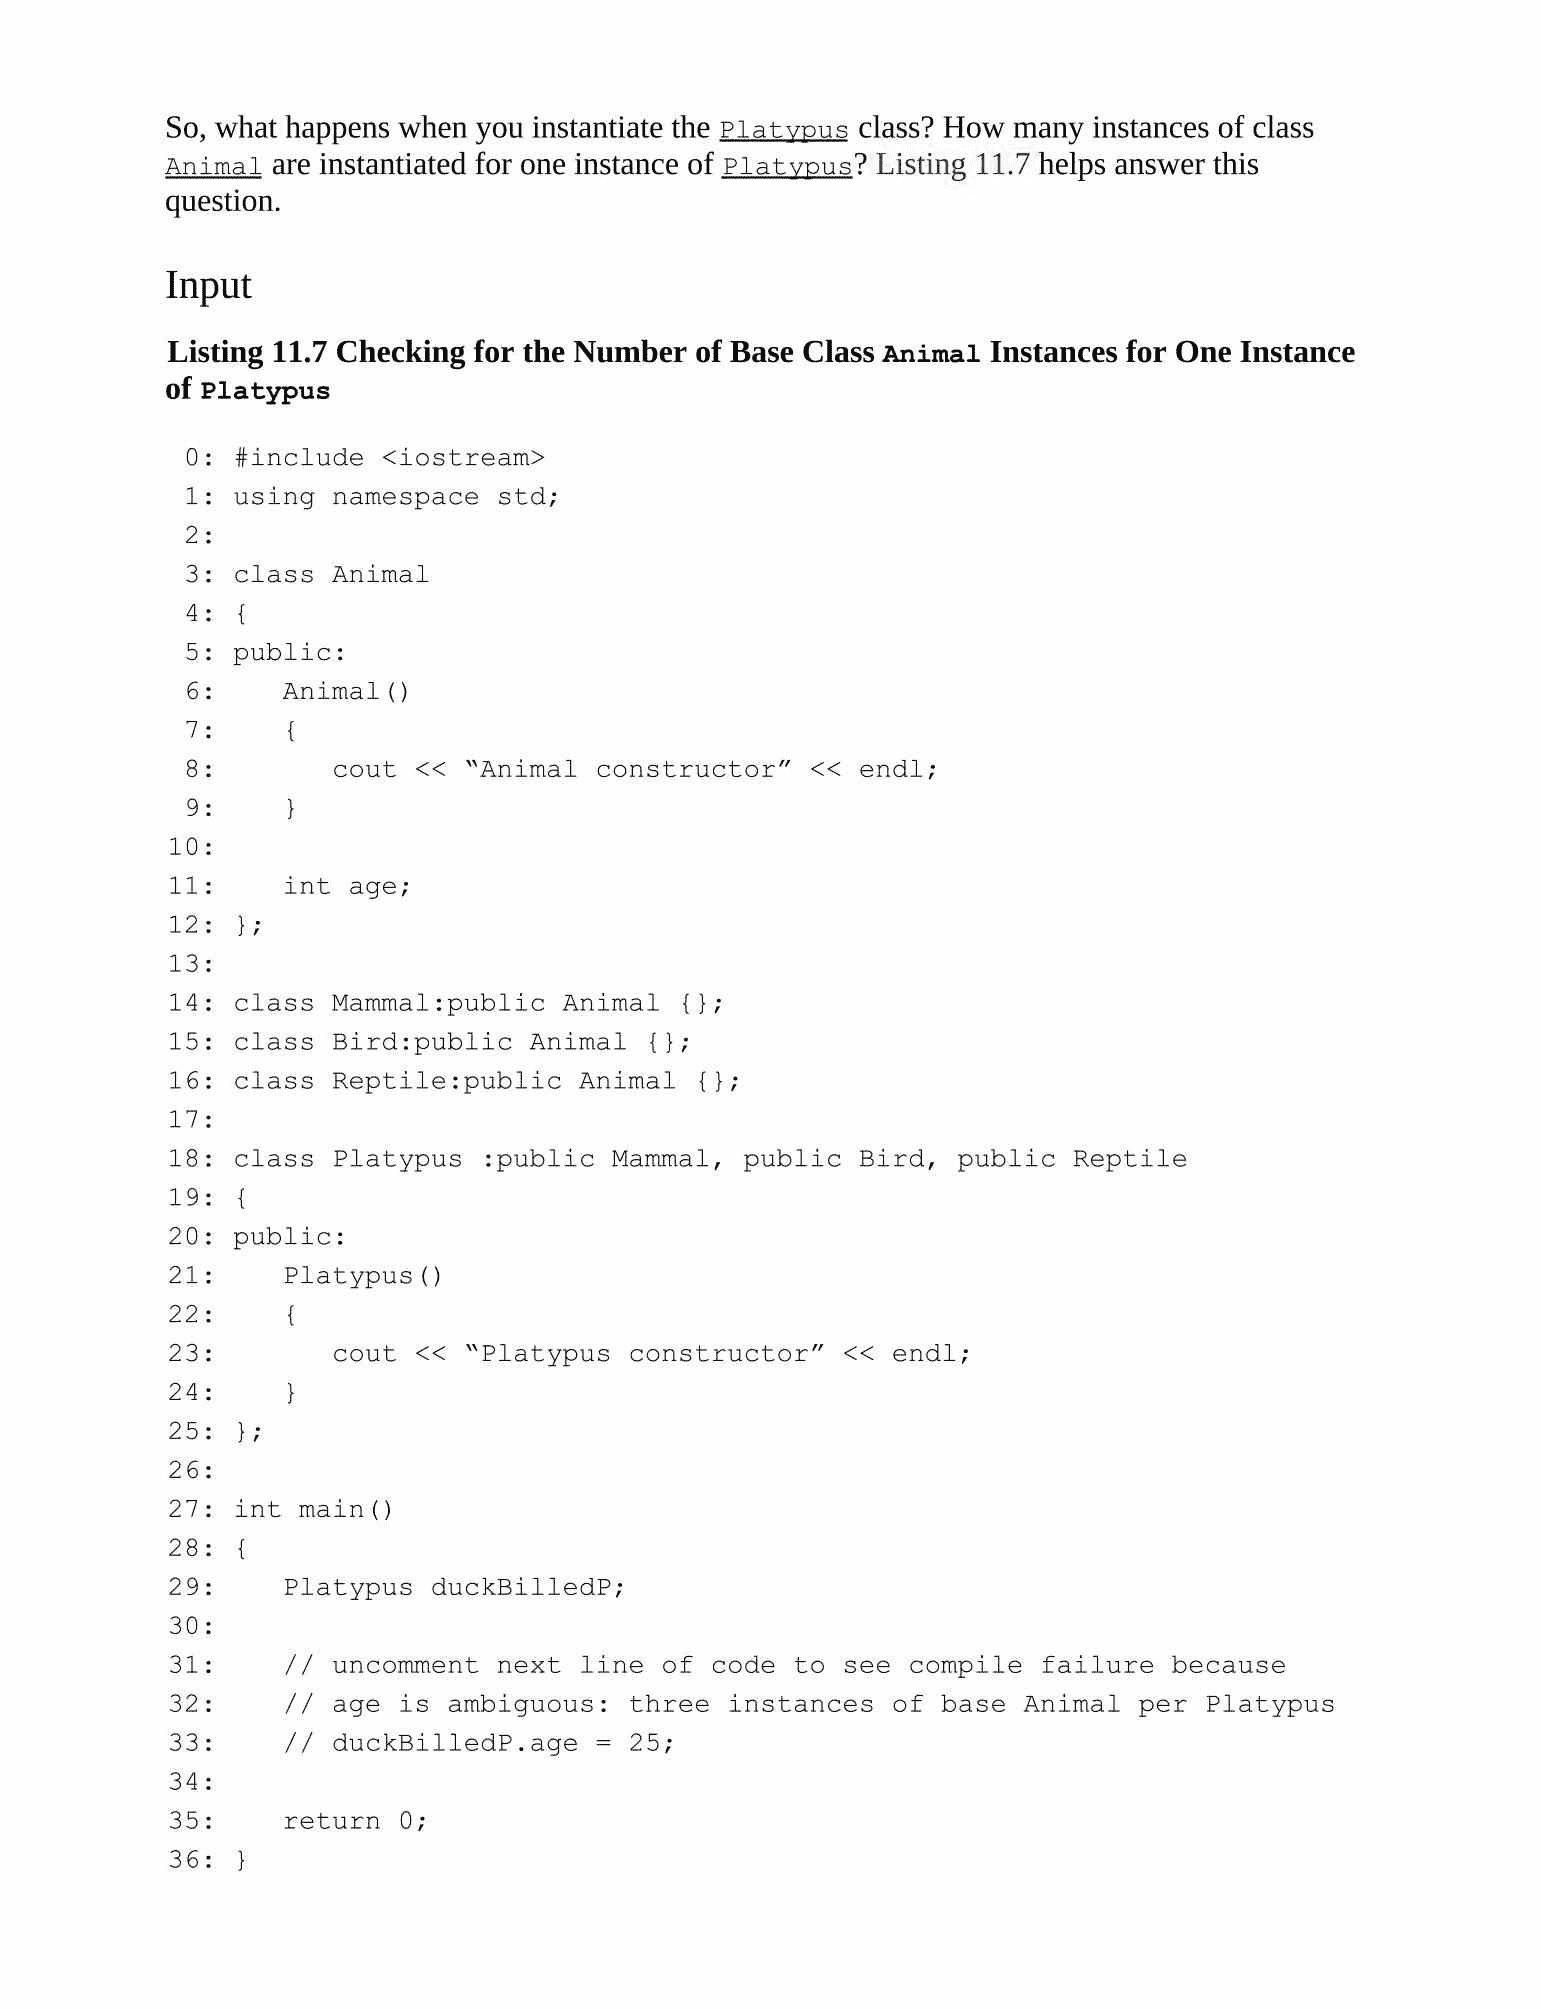 So, what happens when you instantiate the Platypus class? How many instances of class
Animal are instantiated for one instance of Platypus? Listing 11.7 helps answer this
question.
Input
Listing 11.7 Checking for the Number of Base Class Animal Instances for One Instance
of Platypus
0: #include <iostream>
1: using namespace std;
2:
3: class Animal
4: {
5: public:
6:    Animal()
7:    {
8:       cout << “Animal constructor” << endl;
9:    }
10:
11:    int age;
12: };
13:
14: class Mammal:public Animal {};
15: class Bird:public Animal {};
16: class Reptile:public Animal {};
17:
18: class Platypus :public Mammal, public Bird, public Reptile
19: {
20: public:
21:    Platypus()
22:    {
23:       cout << “Platypus constructor” << endl;
24:    }
25: };
26:
27: int main()
28: {
29:    Platypus duckBilledP;
30:
31:    // uncomment next line of code to see compile failure because
32:    // age is ambiguous: three instances of base Animal per Platypus
33:    // duckBilledP.age = 25;
34:
35:    return 0;
36: }